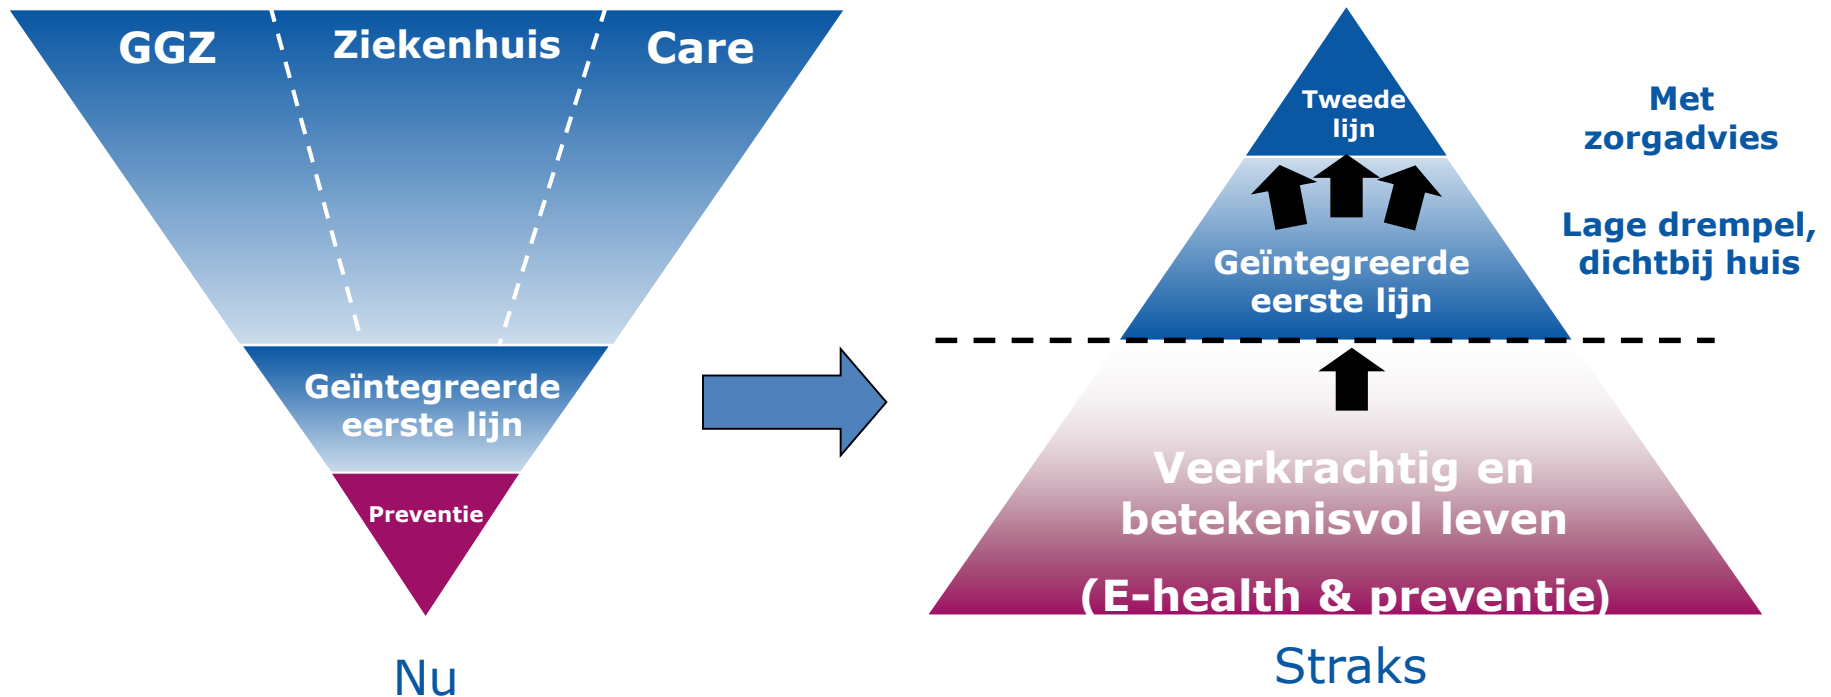 GGZ
Ziekenhuis
Care
Geïntegreerde
eerste lijn
Preventie
Nu
Tweede
lijn
Geïntegreerde
eerste lijn
Met
zorgadvies
Lage drempel,
dichtbij huis
Veerkrachtig en
betekenisvol leven
(E-health & preventie)
Straks